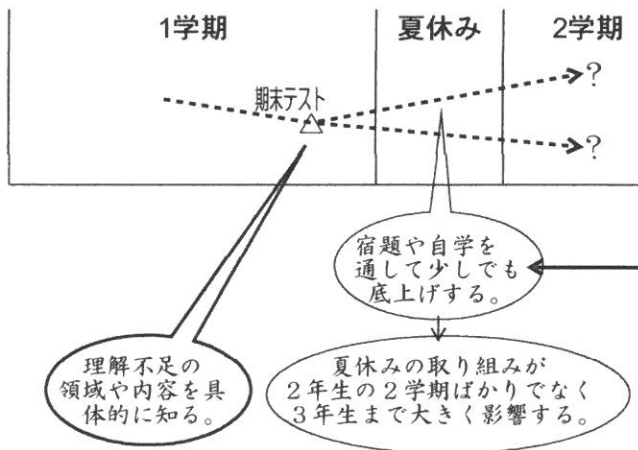 1学期
夏休み
2学期
期末テスト
?
?
宿題や自学を
通して少しでも
底上げする。
理解不足の
領域や内容を具
体的に知る。
夏休みの取り組みが
2年生の2学期ばかりでなく
3年生まで大きく影響する。